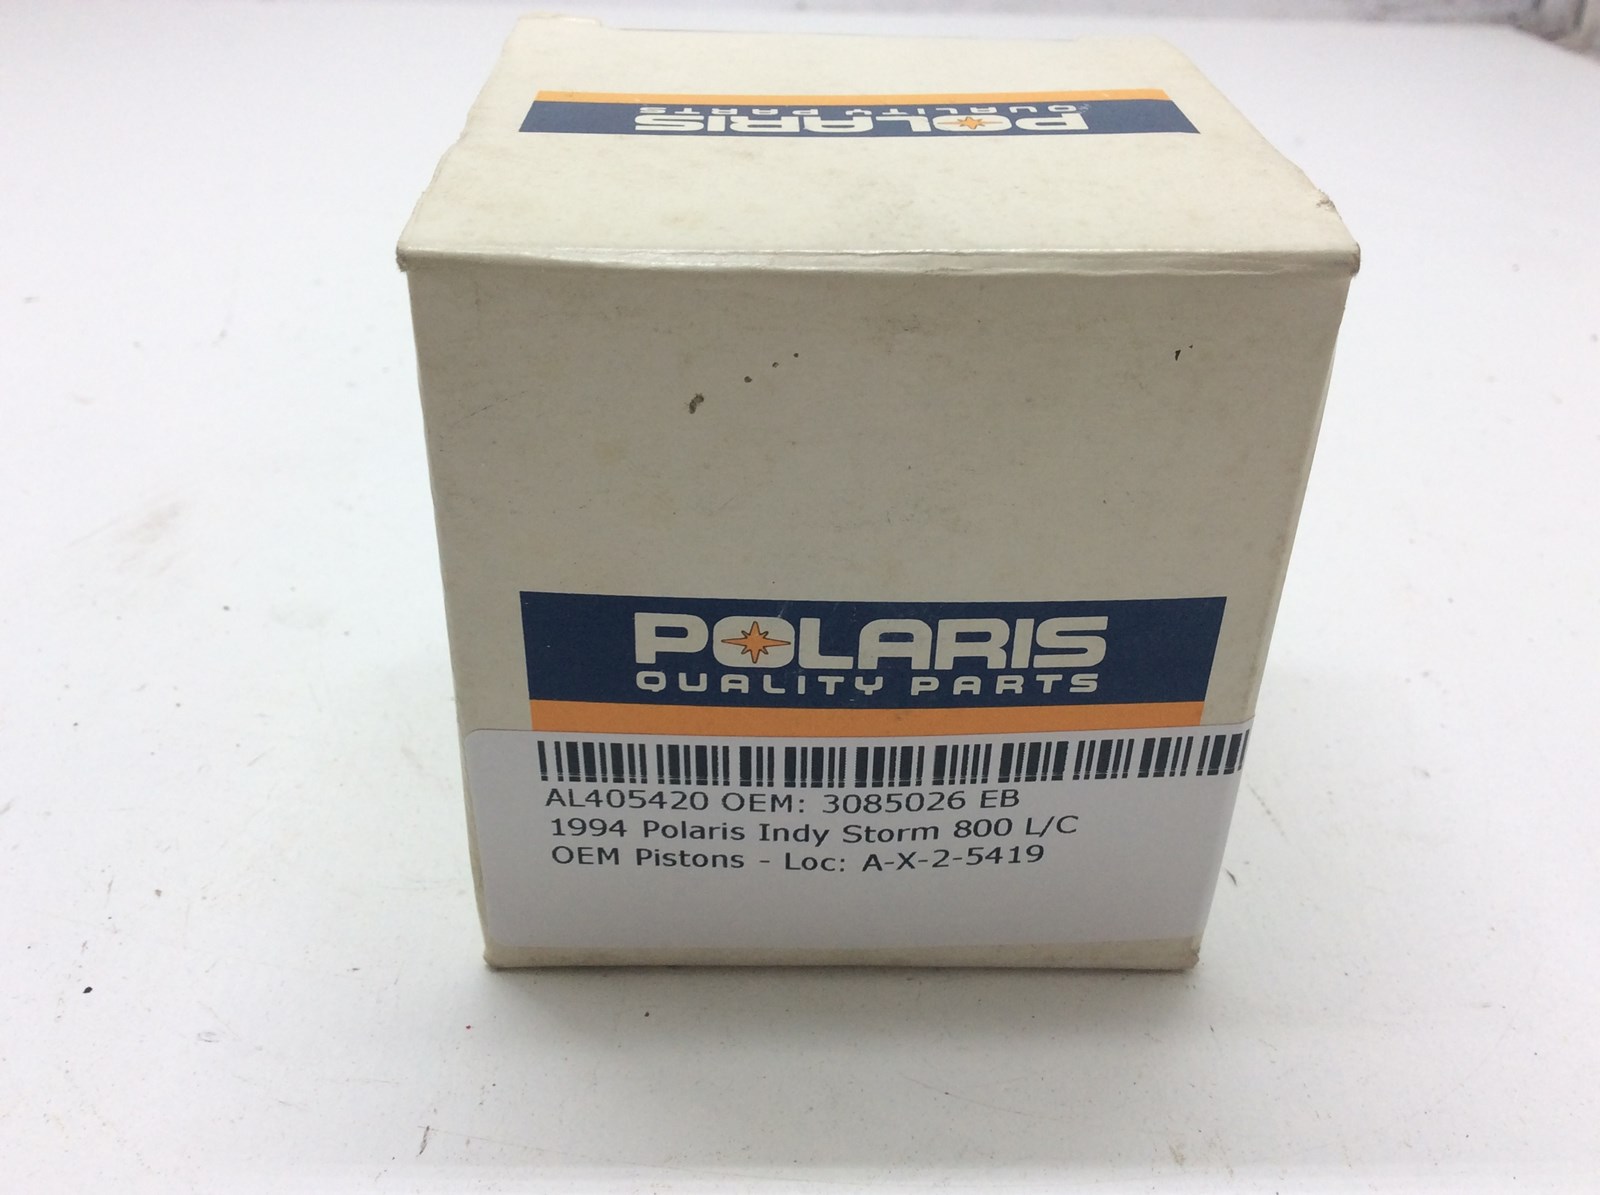 QUALITY PARTS
POLARIS
POLARIS
QUALITY PARTS
AL405420 OEM: 3085026 EB
1994 Polaris Indy Storm 800 L/C
OEM Pistons - Loc: A-X-2-5419